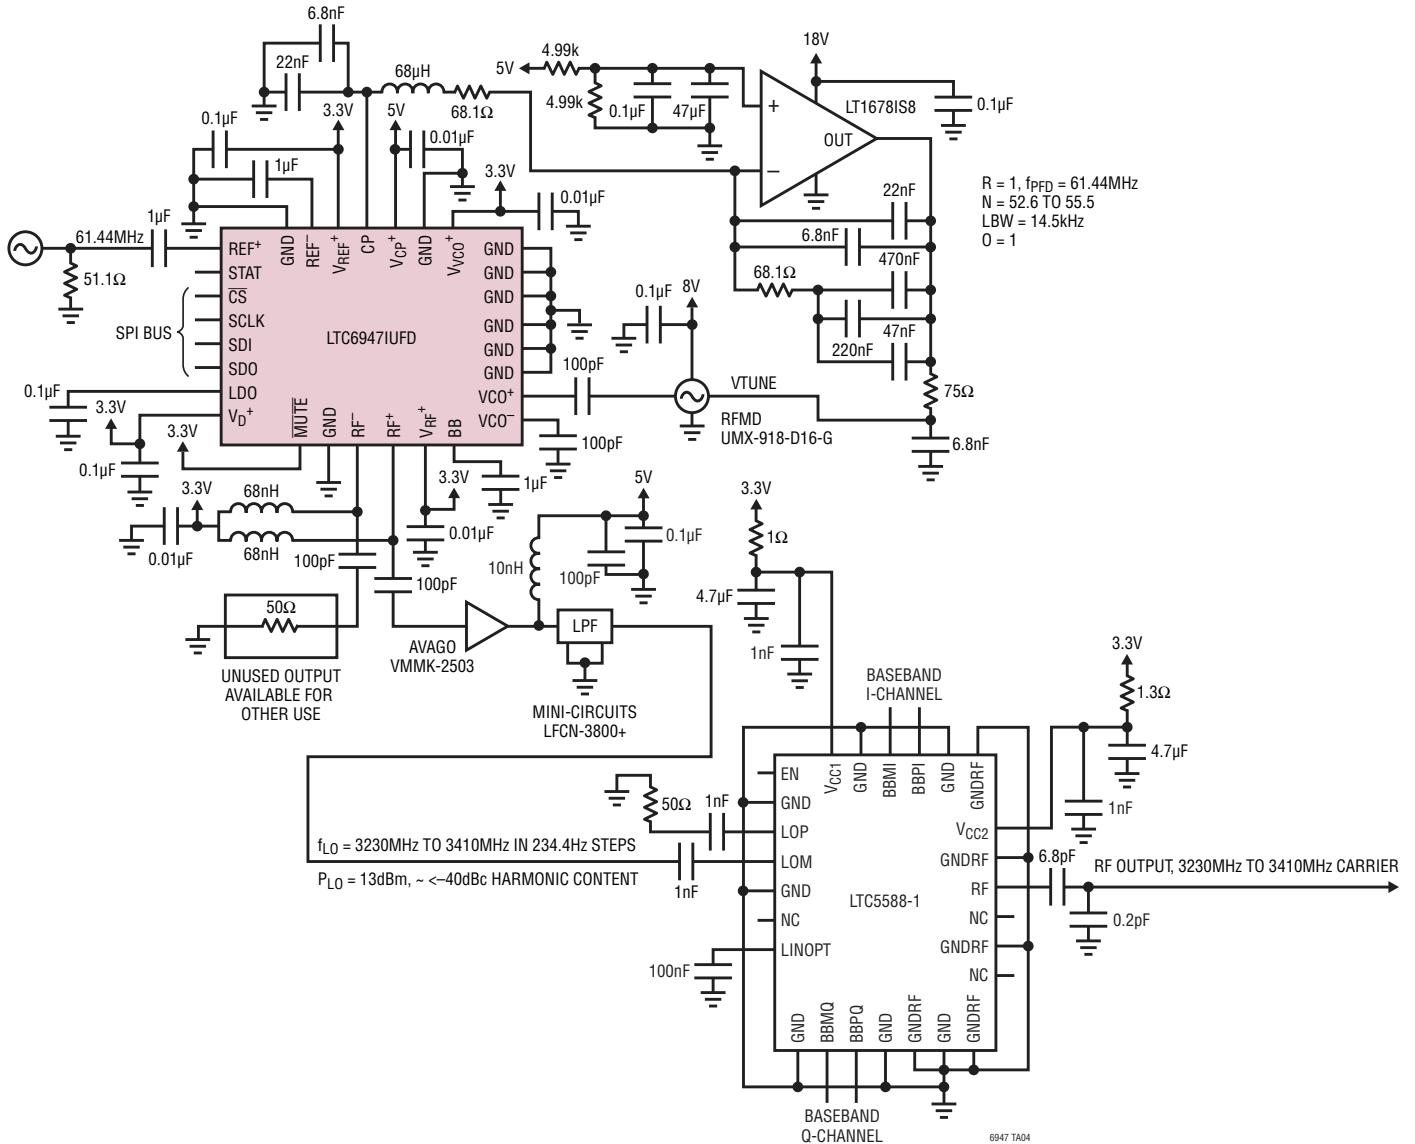 6.8nF
22nF
68µH
68.1Ω
0.1µF
3.3V
5V
0.01µF
1µF
3.3V
0.01µF
1µF
61.44MHz
51.1Ω
5V
4.99k
4.99k
0.1µF
47µF
18V
LT1678IS8
0.1µF
+
OUT
–
22nF
6.8nF
470nF
68.1Ω
47nF
220nF
75Ω
6.8nF
R = 1, fPFD = 61.44MHz
N = 52.6 TO 55.5
LBW = 14.5kHz
O = 1
REF+
STAT
CS
SCLK
SDI
SDO
LDO
VD+
SPI BUS
GND
REF–
VREF+
CP
VCP+
GND
VVCO+
GND
GND
GND
GND
GND
GND
VCO+
VCO–
LTC6947IUFD
MUTE
GND
RF–
RF+
VRF+
BB
0.1µF
3.3V
3.3V
0.1µF
3.3V
68nH
68nH
0.01µF
100pF
100pF
50Ω
UNUSED OUTPUT
AVAILABLE FOR
OTHER USE
3.3V
0.01µF
1µF
100pF
100pF
0.1µF
8V
VTUNE
RFMD
UMX-918-D16-G
AVAGO
VMMK-2503
10nH
100pF
5V
0.1µF
LPF
MINI-CIRCUITS
LFCN-3800+
3.3V
1Ω
4.7µF
1nF
BASEBAND
I-CHANNEL
3.3V
1.3Ω
4.7µF
1nF
50Ω
1nF
fLO = 3230MHz TO 3410MHz IN 234.4Hz STEPS
PLO = 13dBm, ~ <–40dBc HARMONIC CONTENT
1nF
EN
GND
LOP
LOM
GND
NC
LINOPT
VCC1
GND
BBMI
BBPI
GND
GNDRF
VCC2
GNDRF
RF
NC
GNDRF
NC
LTC5588-1
GND
BBMQ
BBPQ
GND
GNDRF
GND
GNDRF
100nF
6.8pF
RF OUTPUT, 3230MHz TO 3410MHz CARRIER
0.2pF
BASEBAND
Q-CHANNEL
6947 TA04